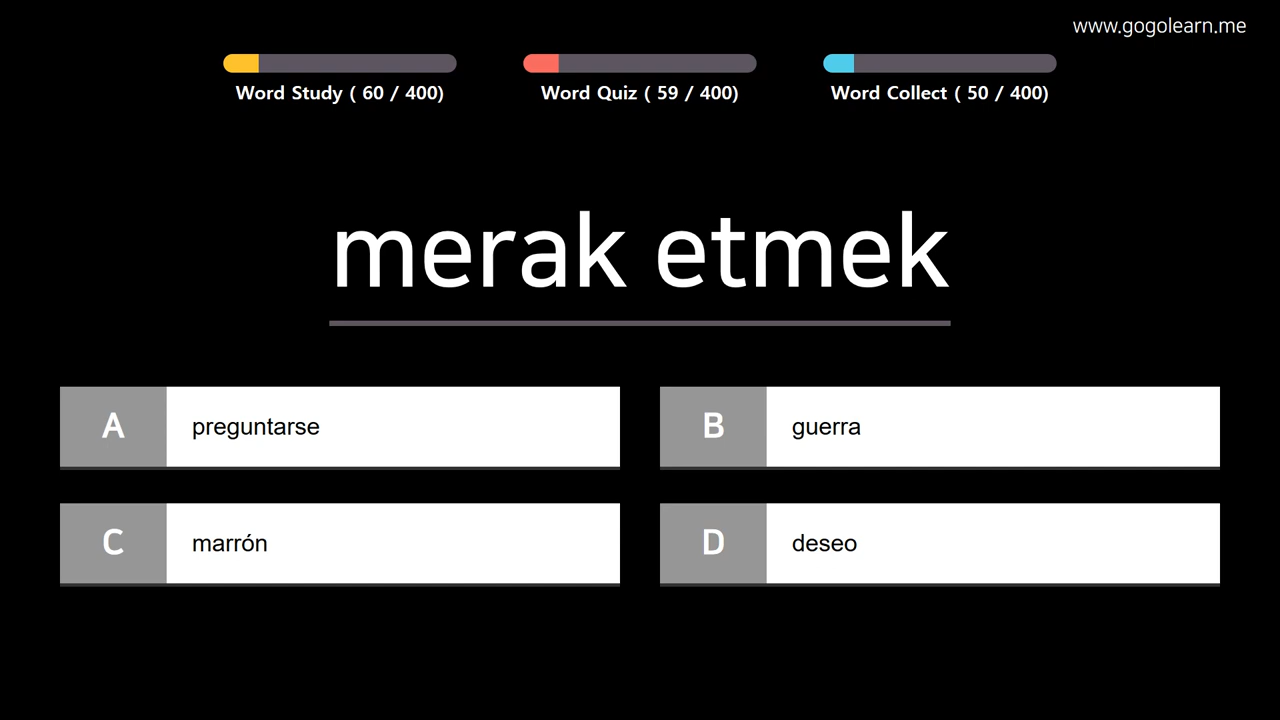 www.gogolearn.me
Word Study ( 60 / 400)
Word Quiz ( 59 / 400)
Word Collect ( 50 / 400)
merak etmek
A
preguntarse
B
guerra
C
marrón
D
deseo